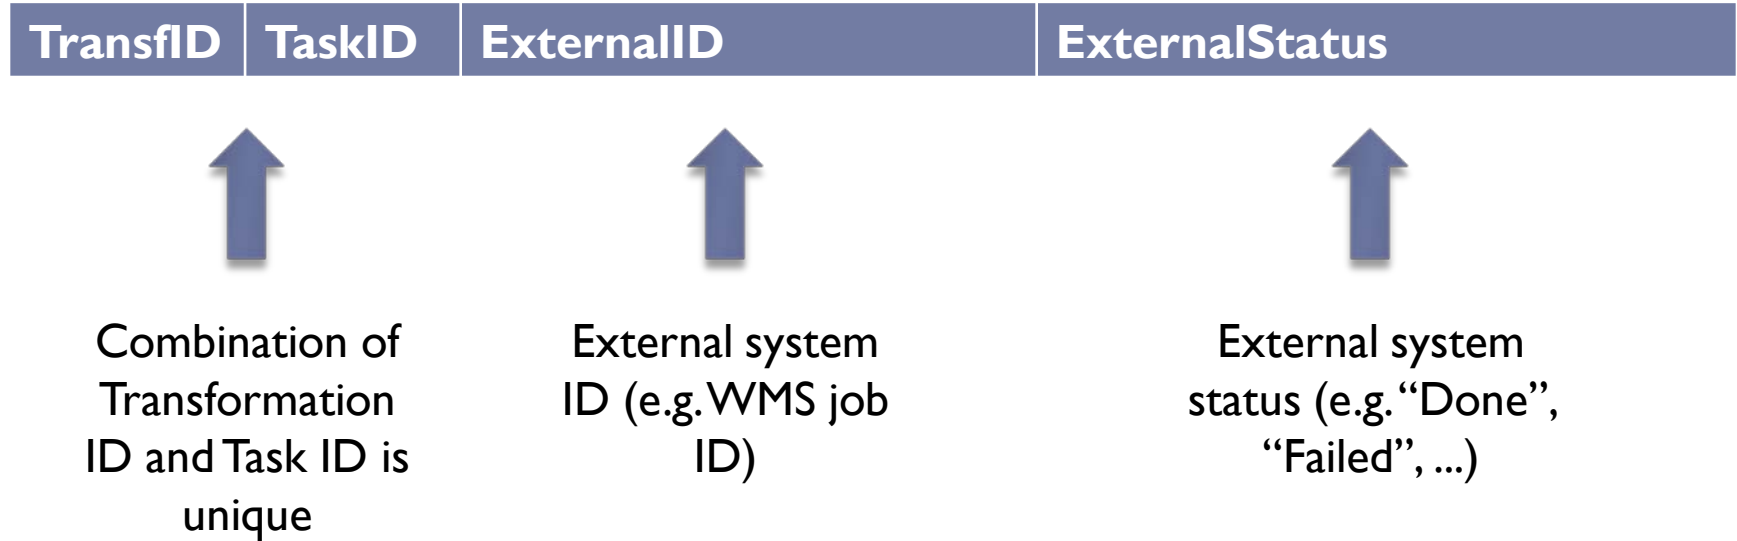 TransfID TaskID ExternalID ExternalStatus
Combination of
Transformation
ID and Task ID is
unique
External system
ID (e.g. WMS job
ID)
External system
status (e.g. “Done”,
“Failed”, ...)